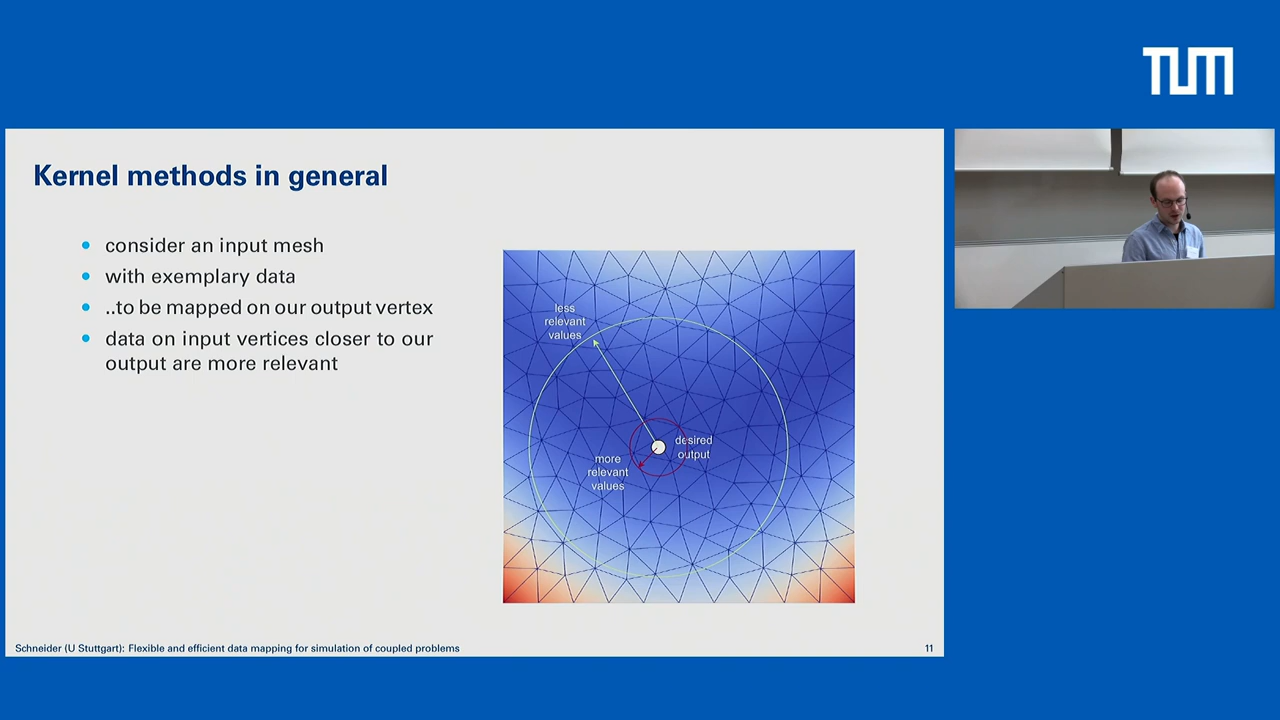 TUM
Kernel methods in general
consider an input mesh
with exemplary data
..to be mapped on our output vertex
data on input vertices closer to our
output are more relevant
less
relevant
values
desired
output
more
relevant
values
Schneider (U Stuttgart): Flexible and efficient data mapping for simulation of coupled problems
11